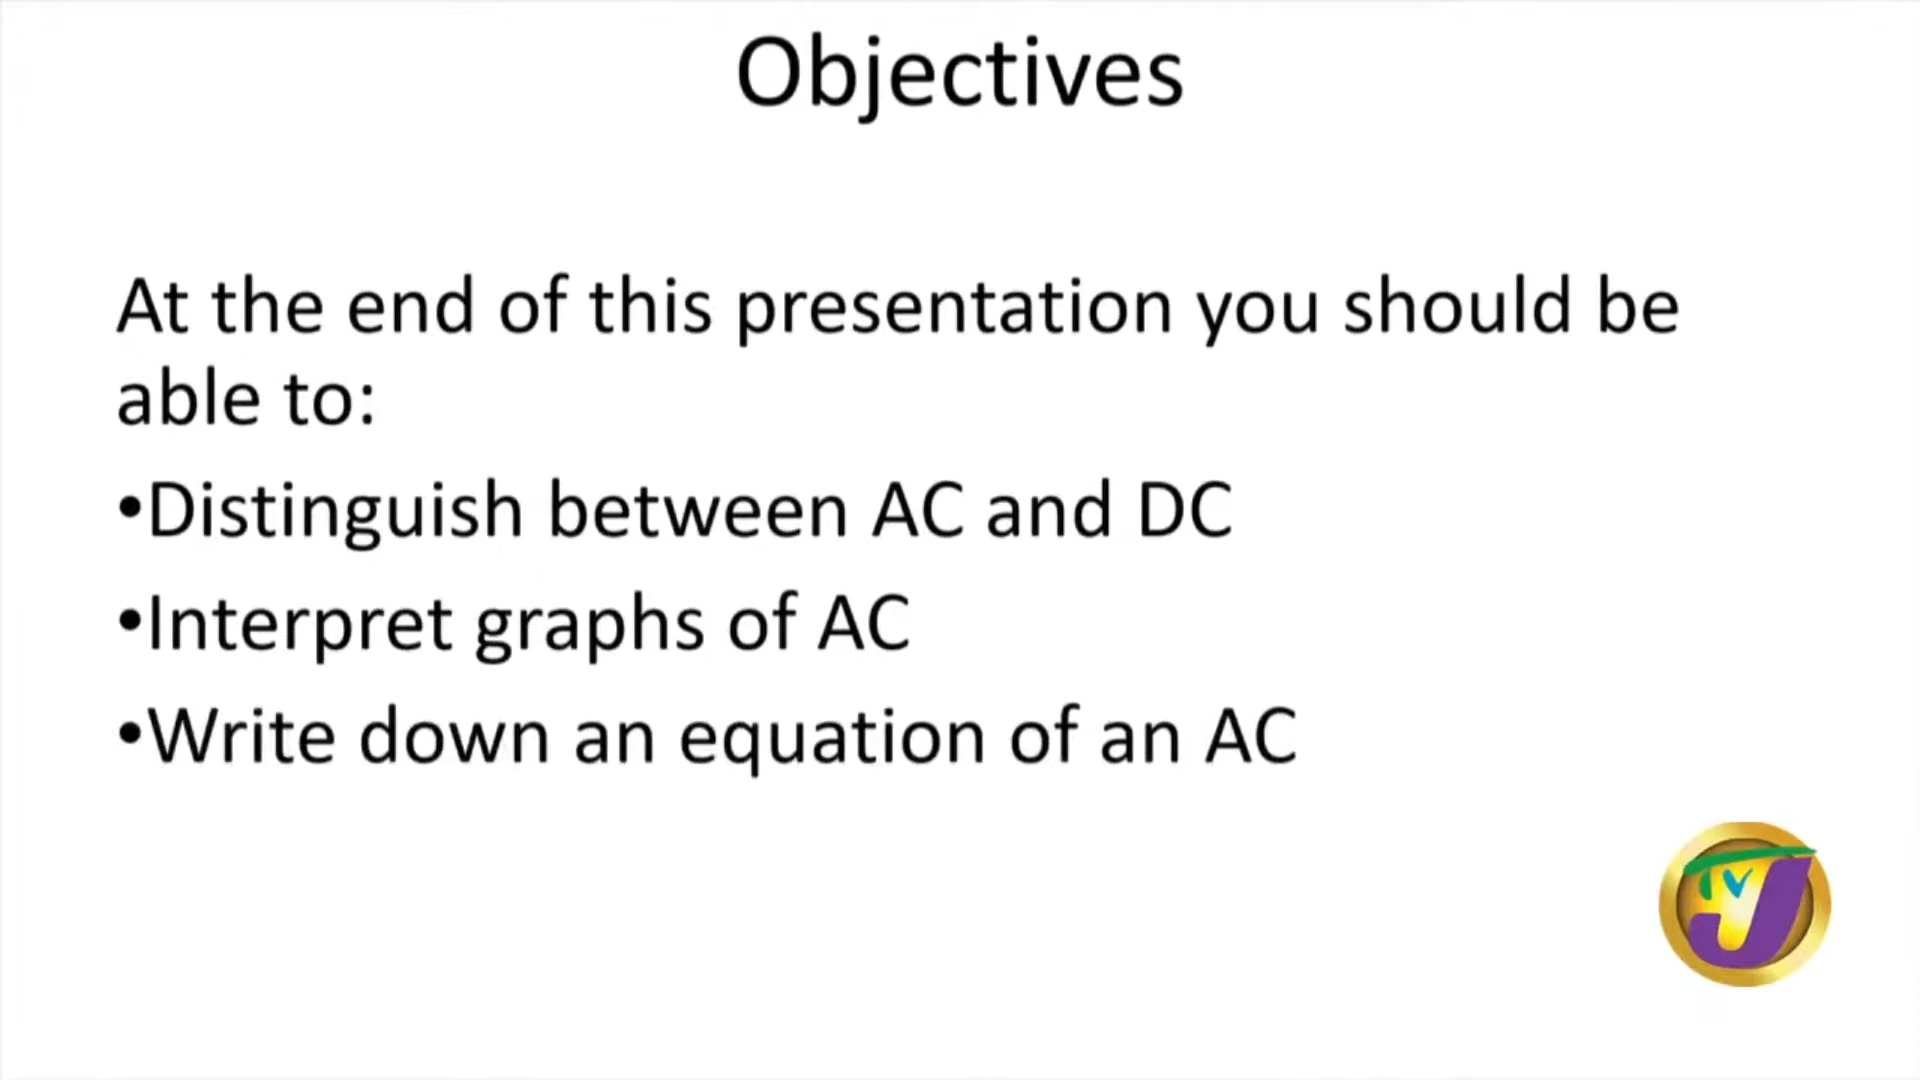 Objectives
At the end of this presentation you should be
able to:
•Distinguish between AC and DC
•Interpret graphs of AC
•Write down an equation of an AC
TVJ